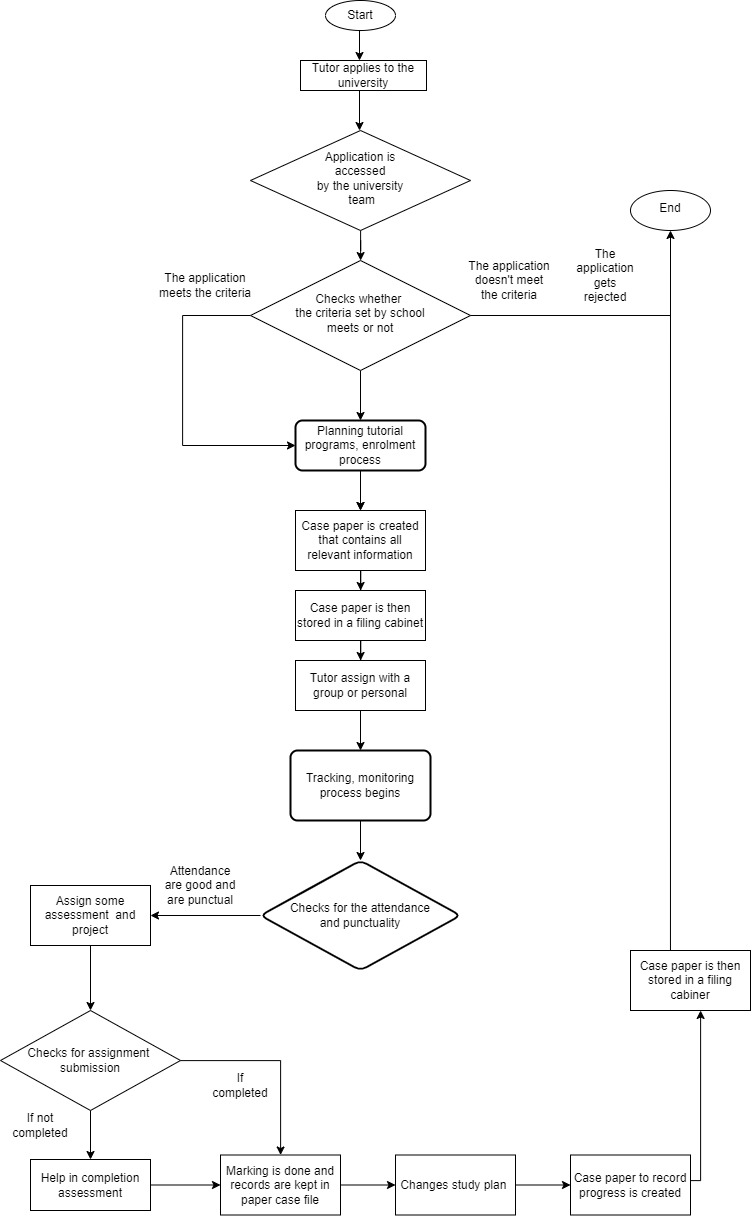 Start
Tutor applies to the
university
Application is
accessed
by the university
team
End
The application
meets the criteria
Checks whether
the criteria set by school
meets or not
The application
doesn't meet
the criteria
The
application
gets
rejected
Planning tutorial
programs, enrolment
process
Case paper is created
that contains all
relevant information
Case paper is then
stored in a filing cabinet
Tutor assign with a
group or personal
Tracking, monitoring
process begins
Attendance
are good and
are punctual
Checks for the attendance
and punctuality
Assign some
assessment and
project
Case paper is then
stored in a filing
cabiner
Checks for assignment
submission
If
completed
If not
completed
Help in completion
assessment
Marking is done and
records are kept in
paper case file
Changes study plan
Case paper to record
progress is created